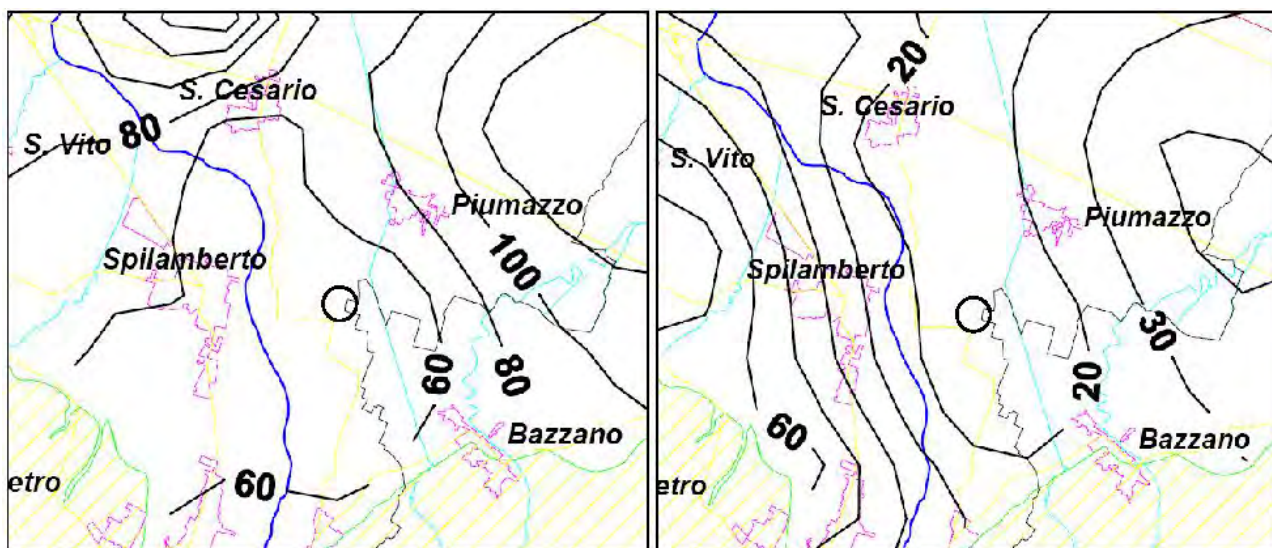 S. Cesario
80
S. Vito
Piumazzo
Spilamberto
100
60
80
Bazzano
60
etro
20
S. Cesario
S. Vito
Piumazzo
Spilamberto
30
20
60
Bazzano
etro